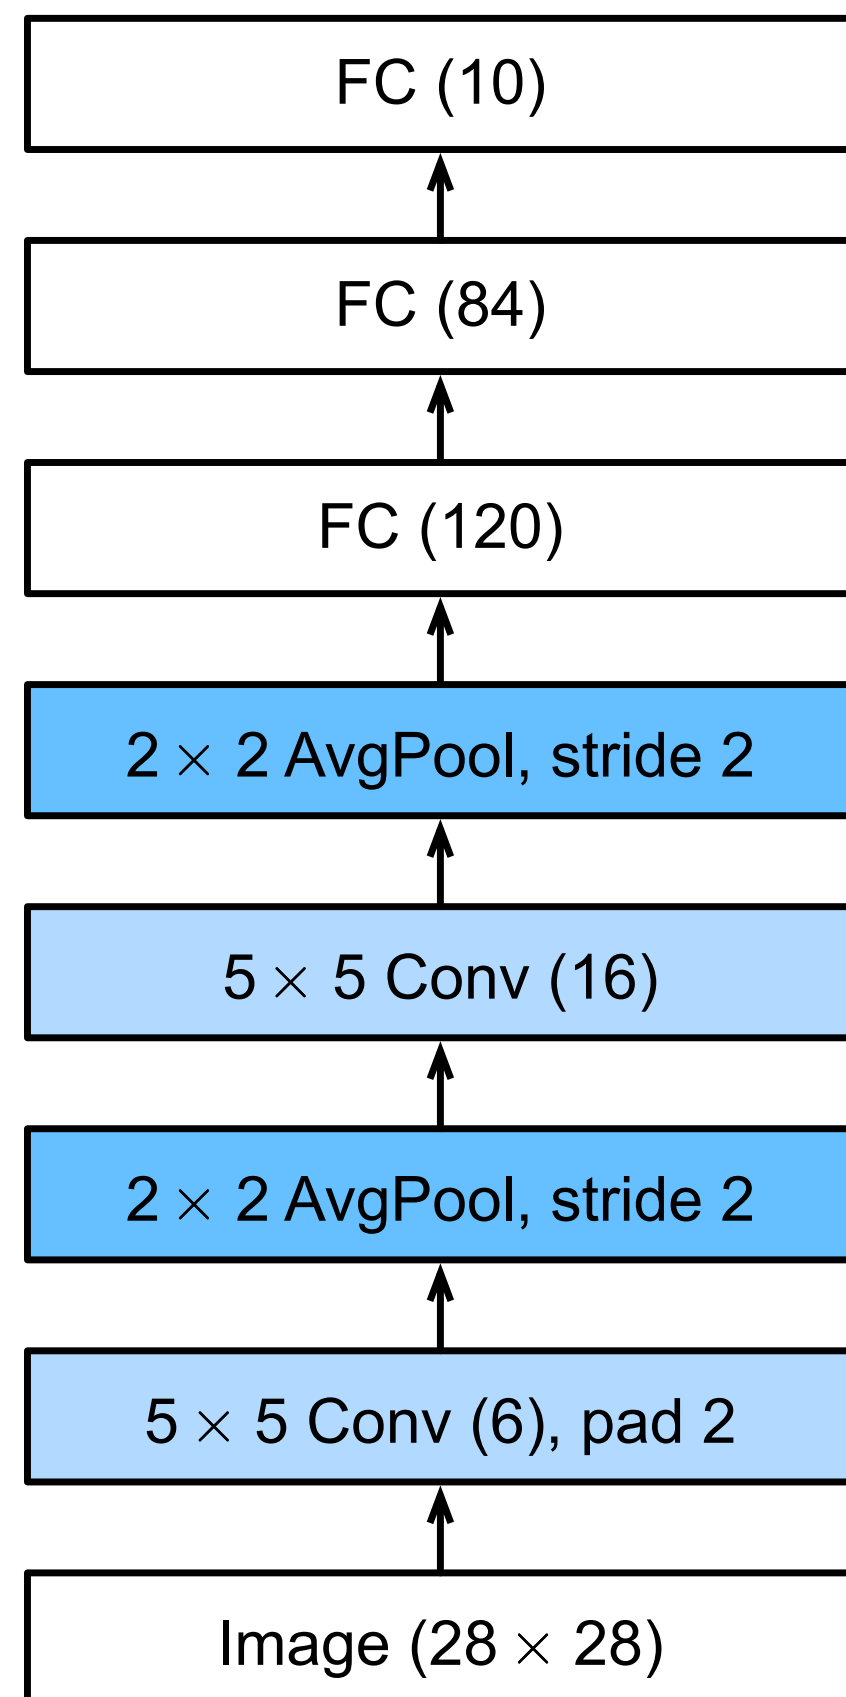 FC (10)
FC (84)
FC (120)
2 × 2 AvgPool, stride 2
5 × 5 Conv (16)
2 × 2 AvgPool, stride 2
5 × 5 Conv (6), pad 2
Image (28 × 28)